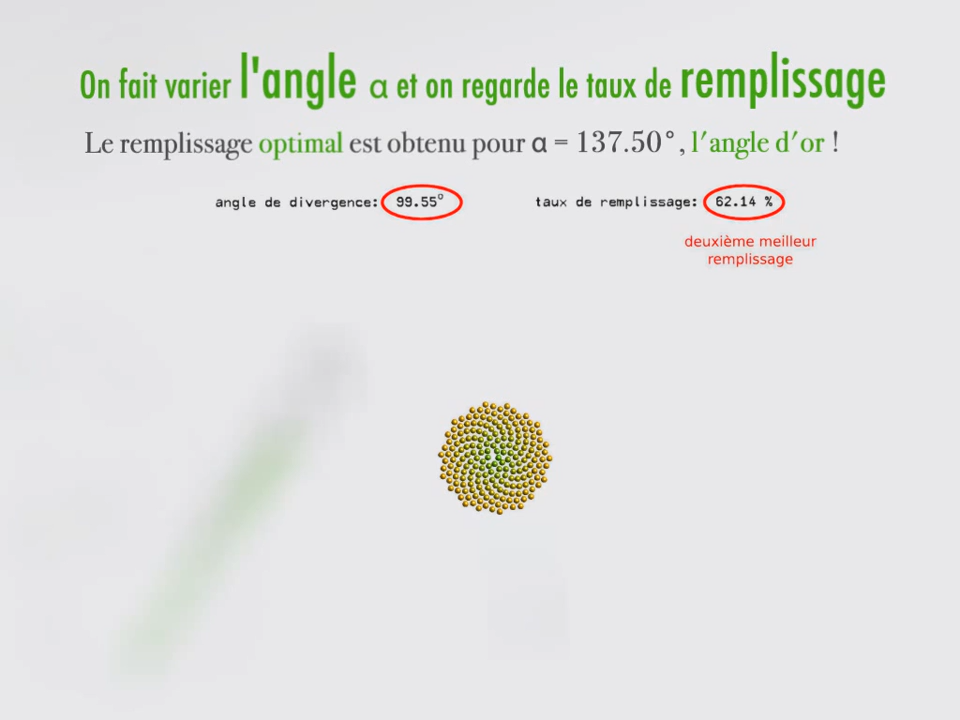 On fait varier l'angle α et on regarde le taux de remplissage
Le remplissage optimal est obtenu pour α = 137.50°, l'angle d'or !
angle de divergence: 99.55° taux de remplissage: 62.14 %
deuxième meilleur
remplissage